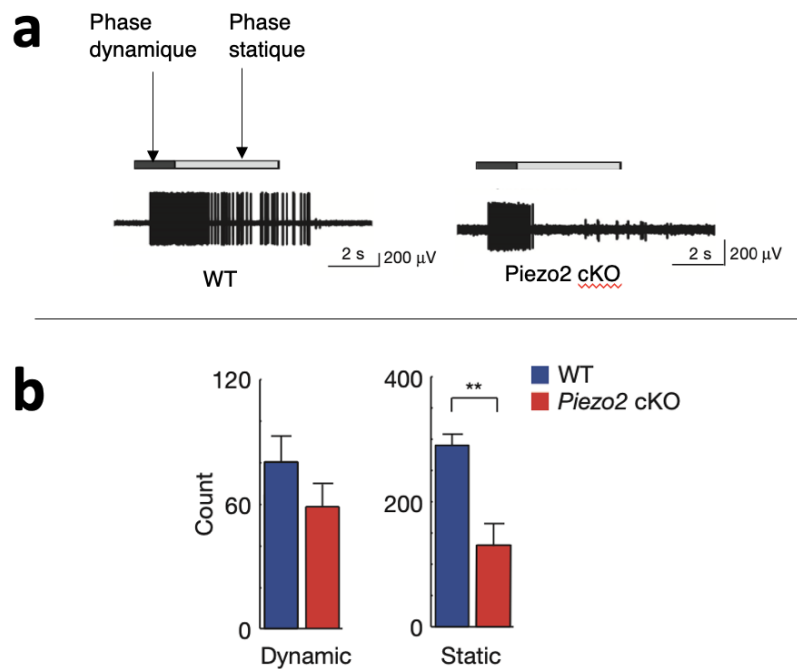 a
Phase
dynamique
Phase
statique
2 s
200 µV
2 s
200 µV
WT
Piezo2 cKO
b
120
60
0
Count
Dynamic
400
200
0
**
Static
WT
Piezo2 cKO